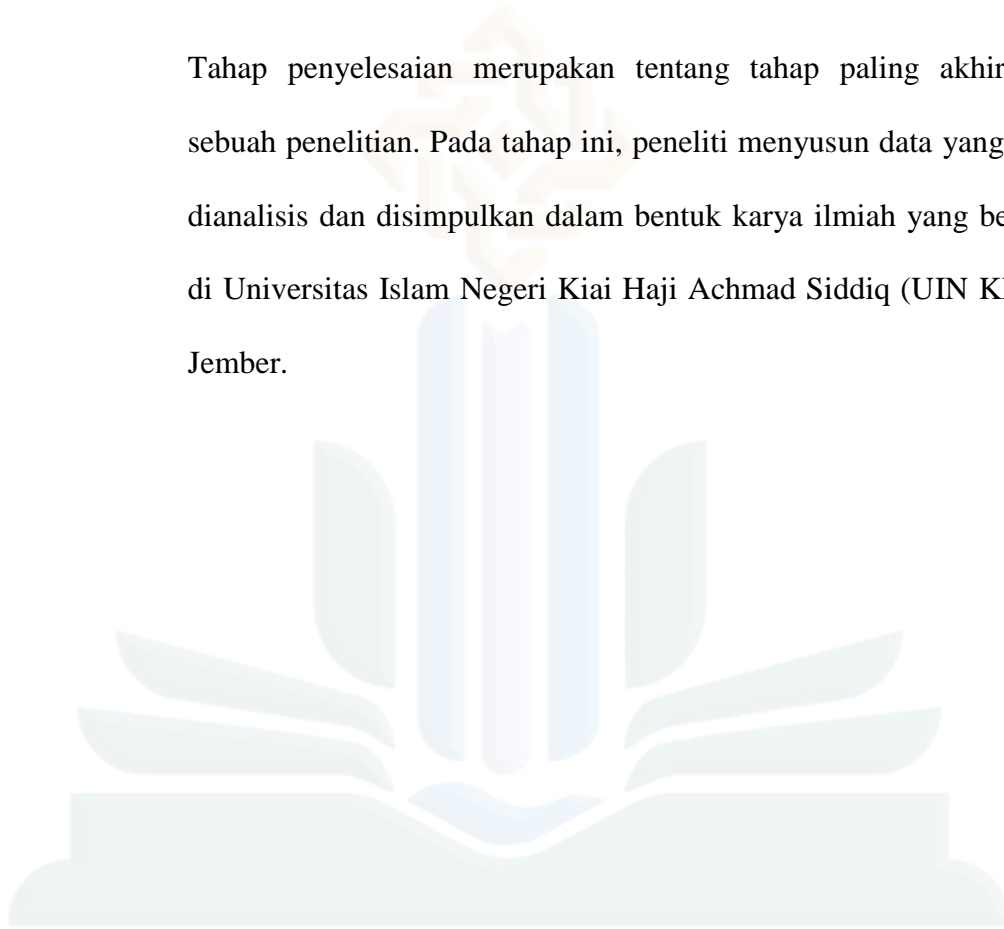 Tahap penyelesaian merupakan tentang tahap paling akhir
sebuah penelitian. Pada tahap ini, peneliti menyusun data yang
dianalisis dan disimpulkan dalam bentuk karya ilmiah yang
di Universitas Islam Negeri Kiai Haji Achmad Siddiq (UIN
Jember.